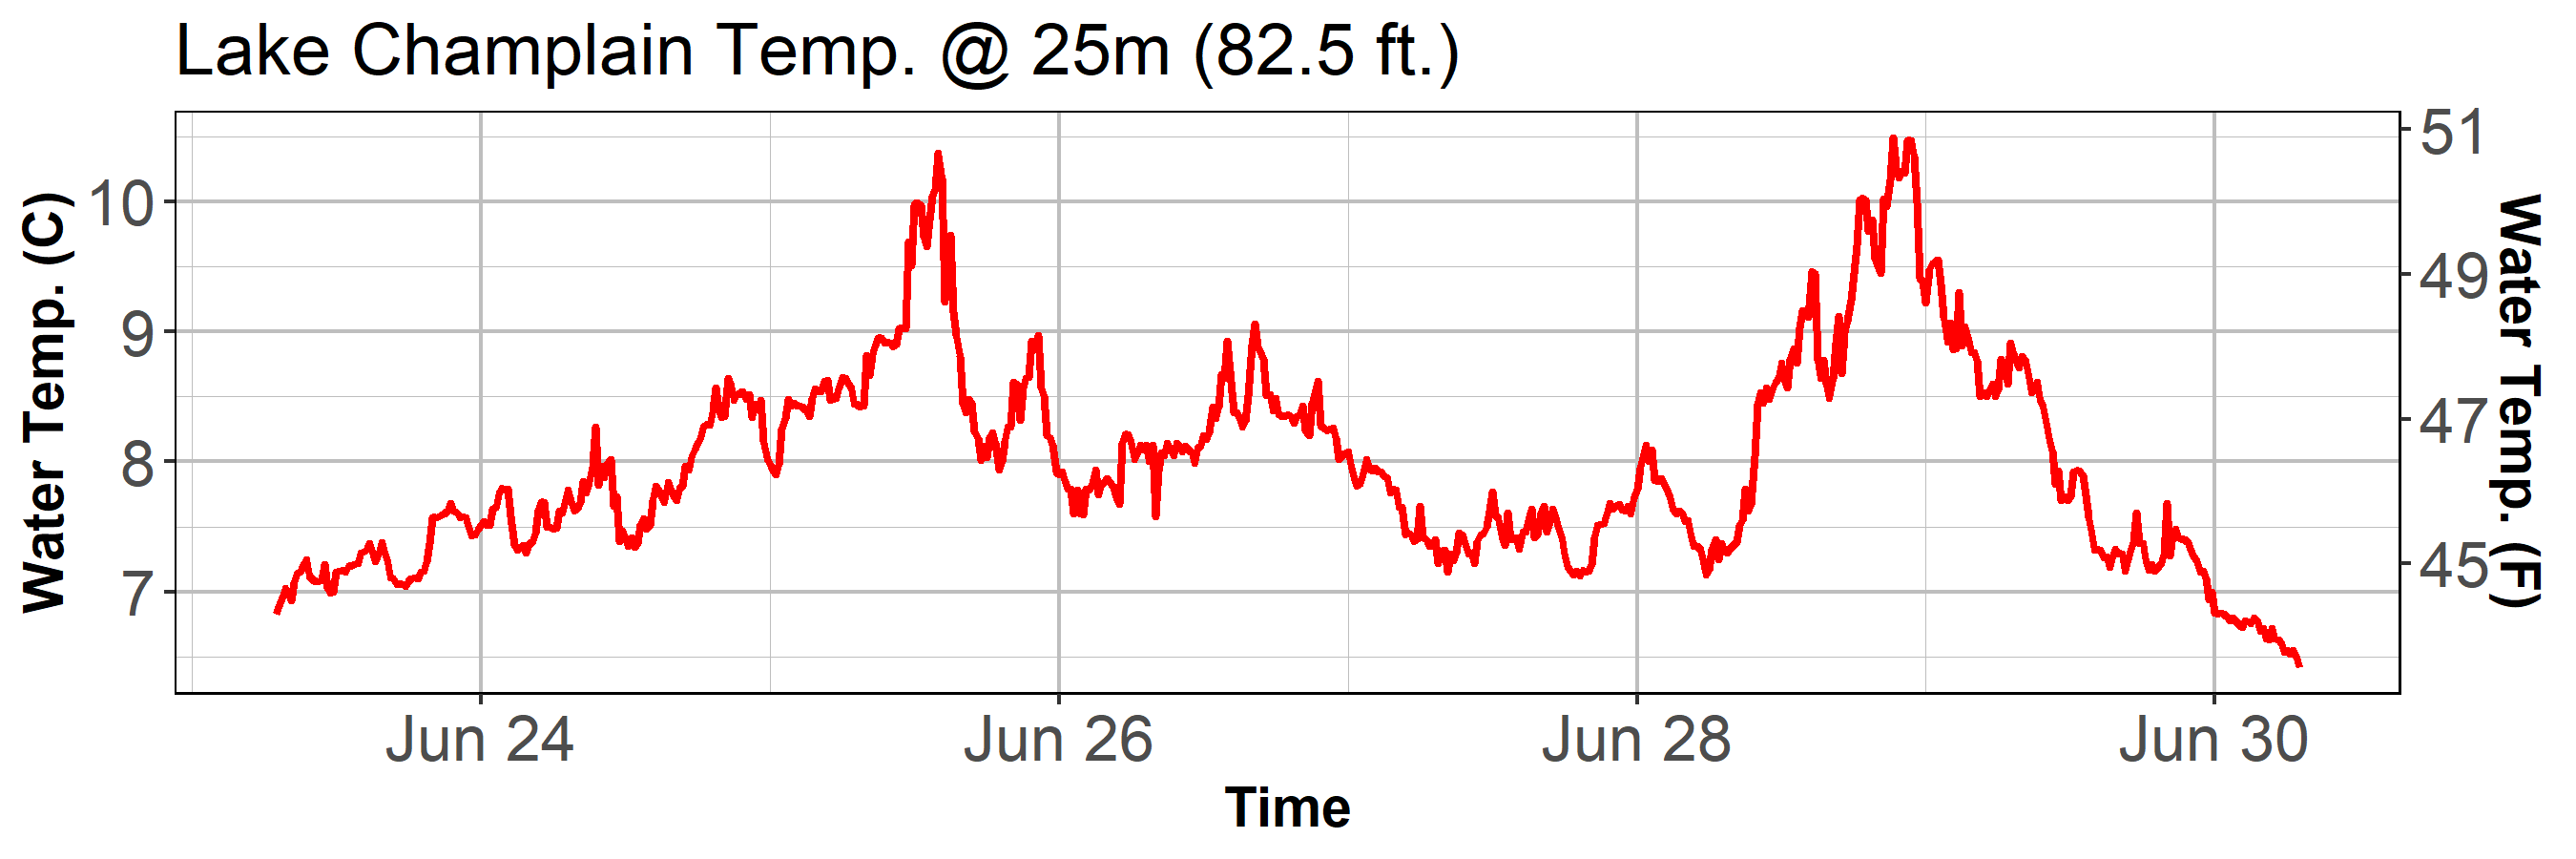 Lake Champlain Temp. @ 25m (82.5 ft.)
Water Temp. (C)
10
9
8
7
51
49
47
45
Water Temp. (F)
Jun 24 Jun 26 Jun 28 Jun 30
Time